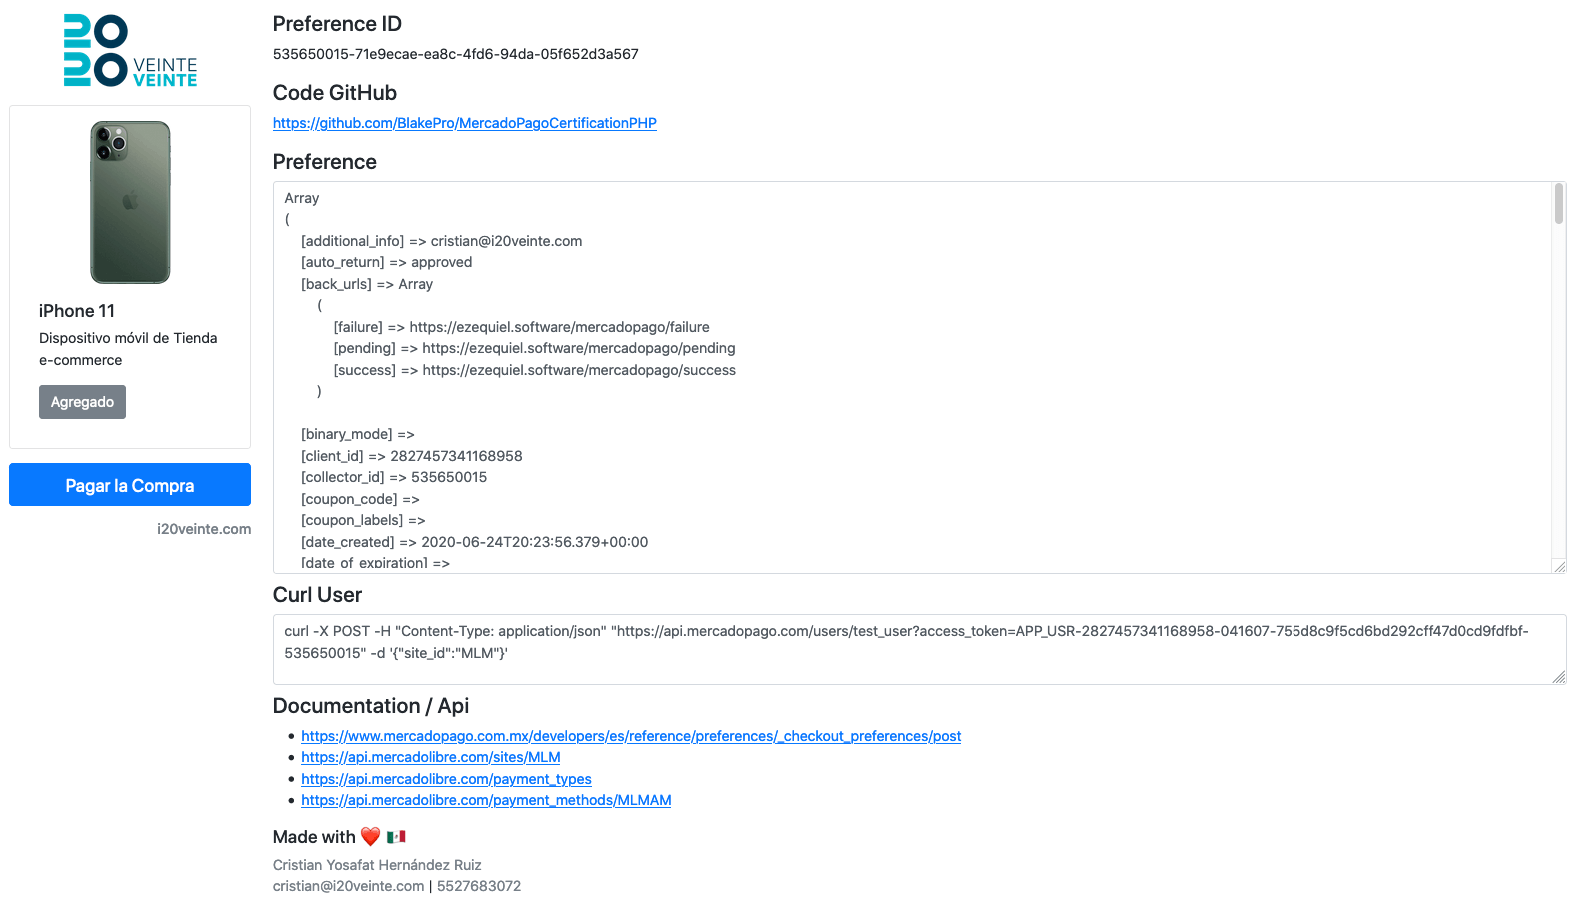 VEINTE
VEINTE
iPhone 11
Dispositivo móvil de Tienda
e-commerce
Agregado
Pagar la Compra
i20veinte.com
Preference ID
535650015-71e9ecae-ea8c-4fd6-94da-05f652d3a567
Code GitHub
https://github.com/BlakePro/MercadoPagoCertificationPHP
Preference
Array
(
[additional_info] => cristian@i20veinte.com
[auto_return] => approved
[back_urls] => Array
(
[failure] => https://ezequiel.software/mercadopago/failure
[pending] => https://ezequiel.software/mercadopago/pending
[success] => https://ezequiel.software/mercadopago/success
)
[binary_mode] =>
[client_id] => 2827457341168958
[collector_id] => 535650015
[coupon_code] =>
[coupon_labels] =>
[date_created] => 2020-06-24T20:23:56.379+00:00
[date_of_expiration] =>
Curl User
curl -X POST -H "Content-Type: application/json" "https://api.mercadopago.com/users/test_user?access_token=APP_USR-2827457341168958-041607-755d8c9f5cd6bd292cff47d0cd9fdfbf-
535650015" -d '{"site_id":"MLM"}'
Documentation / Api
https://www.mercadopago.com.mx/developers/es/reference/preferences/_checkout_preferences/post
https://api.mercadolibre.com/sites/MLM
https://api.mercadolibre.com/payment_types
https://api.mercadolibre.com/payment_methods/MLMAM
Made with ❤️ 🇲🇽
Cristian Yosafat Hernández Ruiz
cristian@i20veinte.com | 5527683072